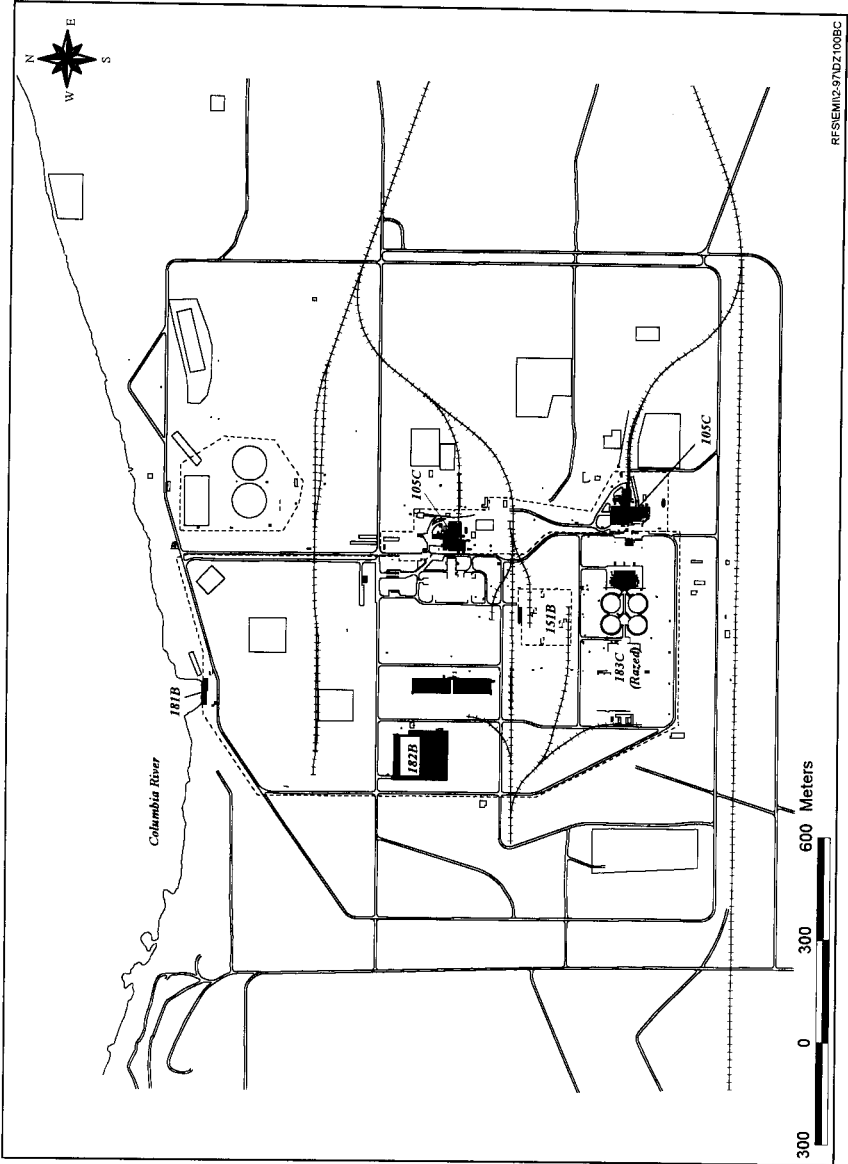 N
W
E
S
Columbia River
181B
182B
105C
151B
183C
(Razed)
105C
300
0
300
600 Meters
RFS\EMI\2-97\DZ100BC